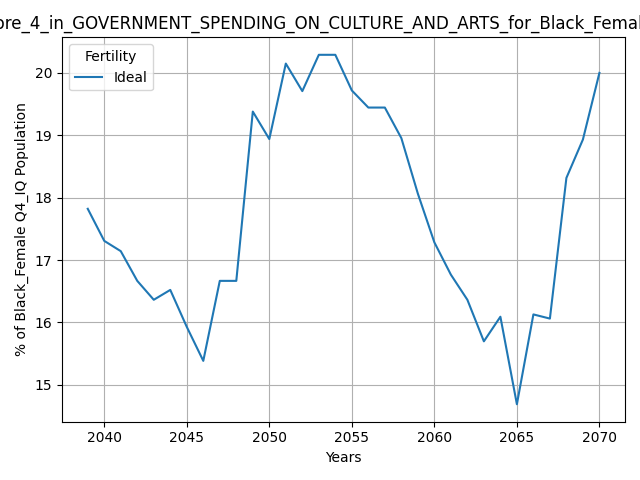 ore_4_in_GOVERNMENT_SPENDING_ON_CULTURE_AND_ARTS_for_Black_Femal
Fertility
Ideal
% of Black_Female Q4_IQ Population
20
19
18
17
16
15
2040 2045 2050 2055 2060 2065 2070
Years